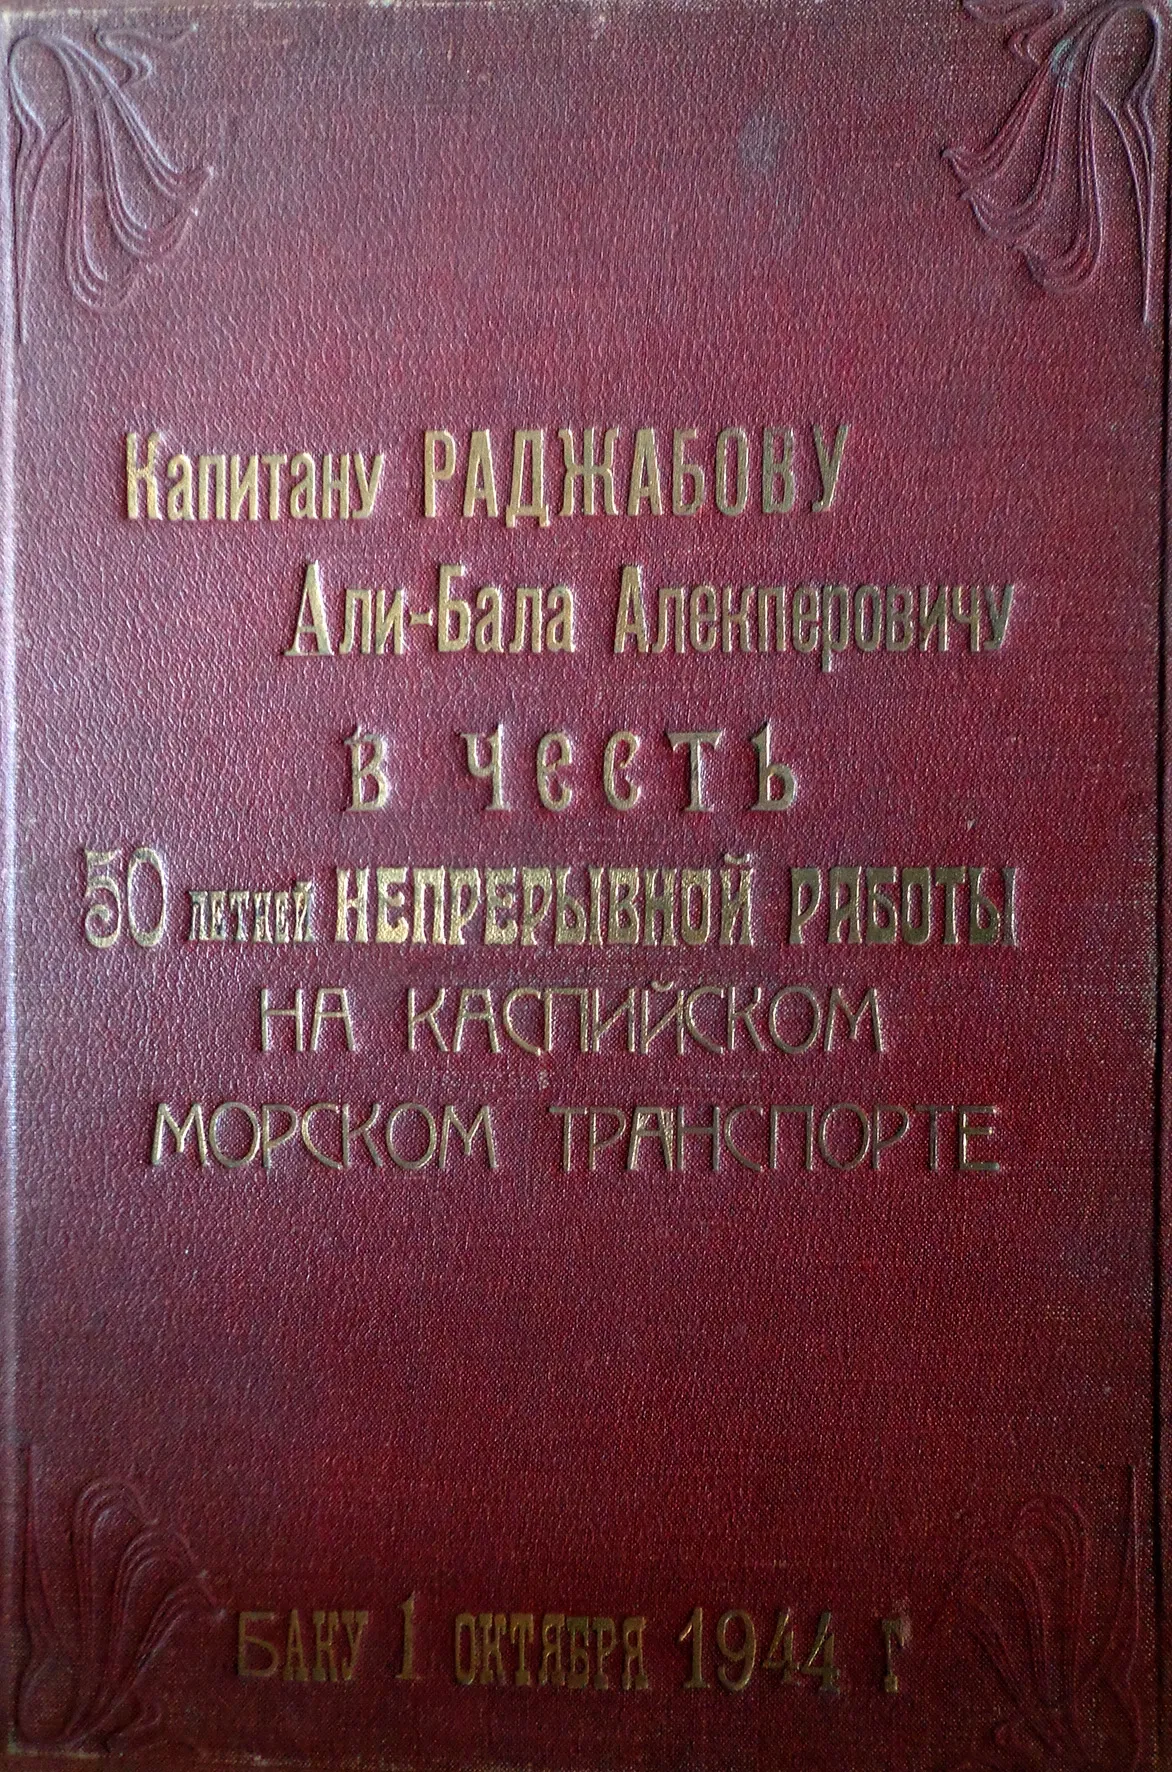 Капитану РАДЖАБОВУ
Али-Бала Алекперовичу
В ЧЕСТЬ
50 ЛЕТНЕЙ НЕПРЕРЫВНОЙ РАБОТЫ
НА КАСПИЙСКОМ
МОРСКОМ ТРАНСПОРТЕ
БАКУ 1 ОКТЯБРЯ 1944 Г